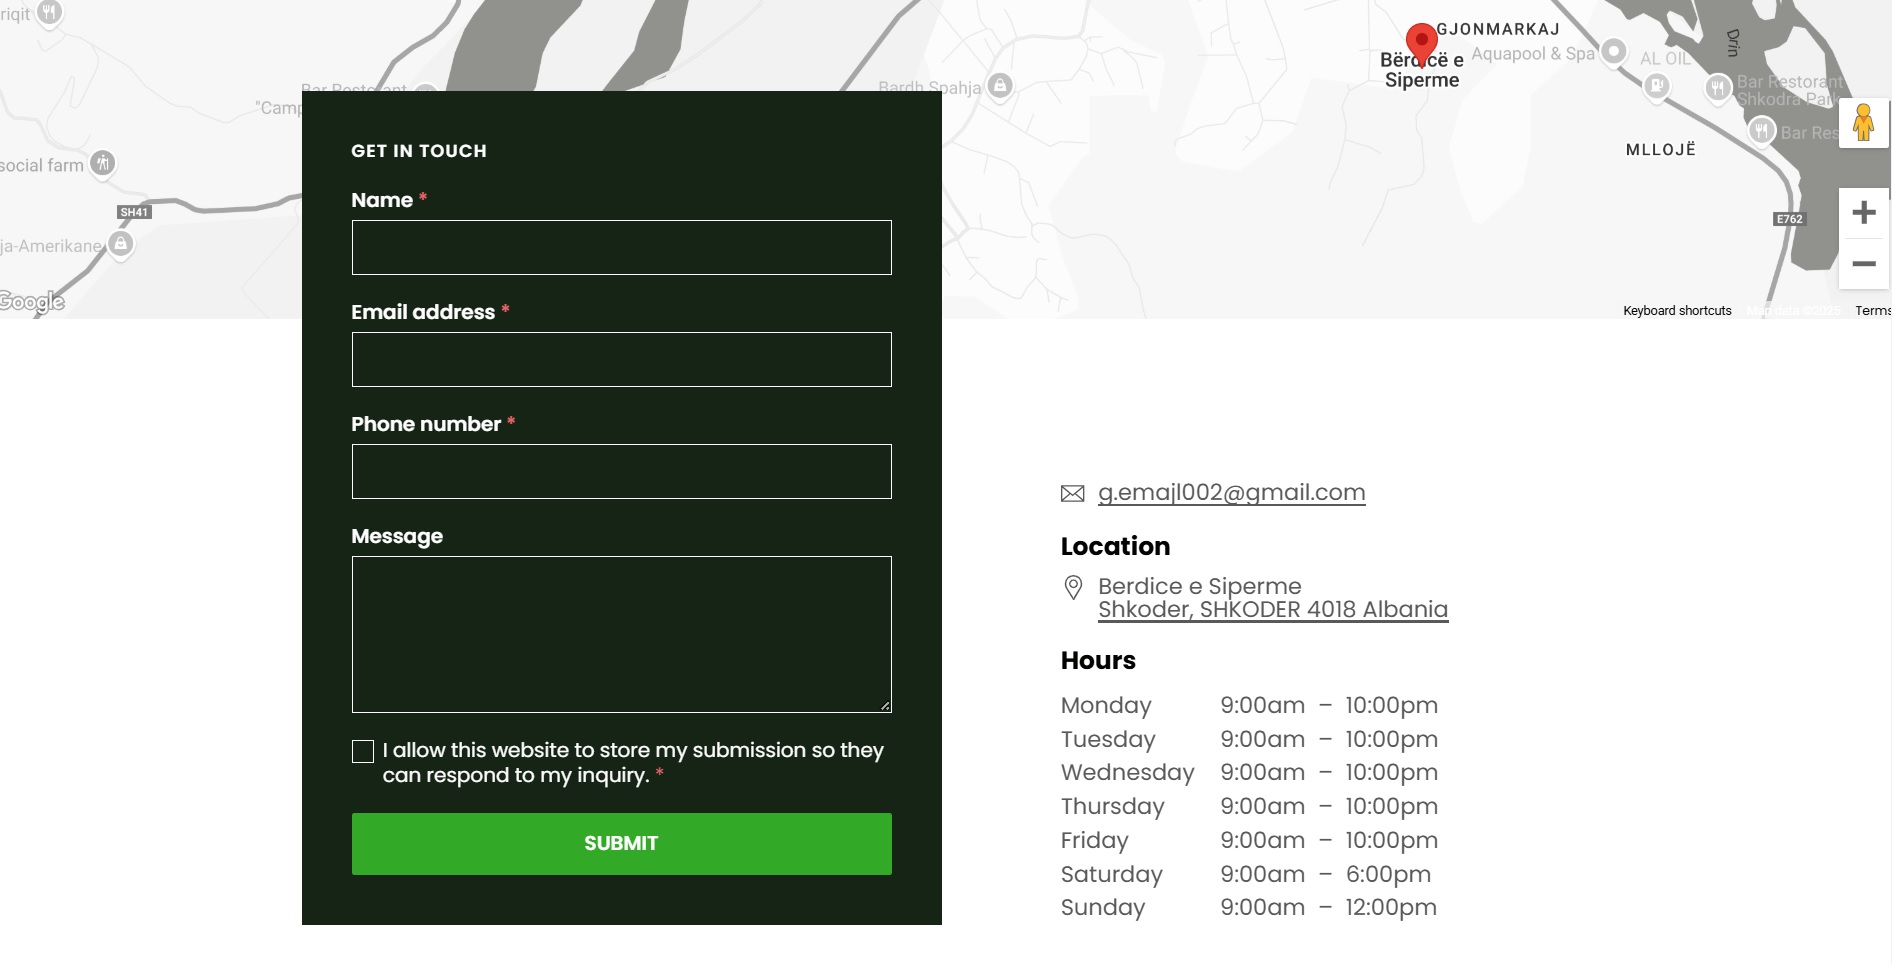 riqit
GJONMARKAJ
Bërdicë e
Siperme
Aquapool & Spa
AL OIL
Drin
Bar Restorant
Shkodra Park
Bar Restorant
Bardh Spahja
"Camp
Bar Res
MLLOJË
social farm
SH41
E762
ja-Amerikane
Google
Keyboard shortcuts
Map data ©2025
Terms
GET IN TOUCH
Name *
Email address *
Phone number *
Message
I allow this website to store my submission so they
can respond to my inquiry. *
SUBMIT
g.emajl002@gmail.com
Location
Berdice e Siperme
Shkoder, SHKODER 4018 Albania
Hours
Monday 9:00am – 10:00pm
Tuesday 9:00am – 10:00pm
Wednesday 9:00am – 10:00pm
Thursday 9:00am – 10:00pm
Friday 9:00am – 10:00pm
Saturday 9:00am – 6:00pm
Sunday 9:00am – 12:00pm